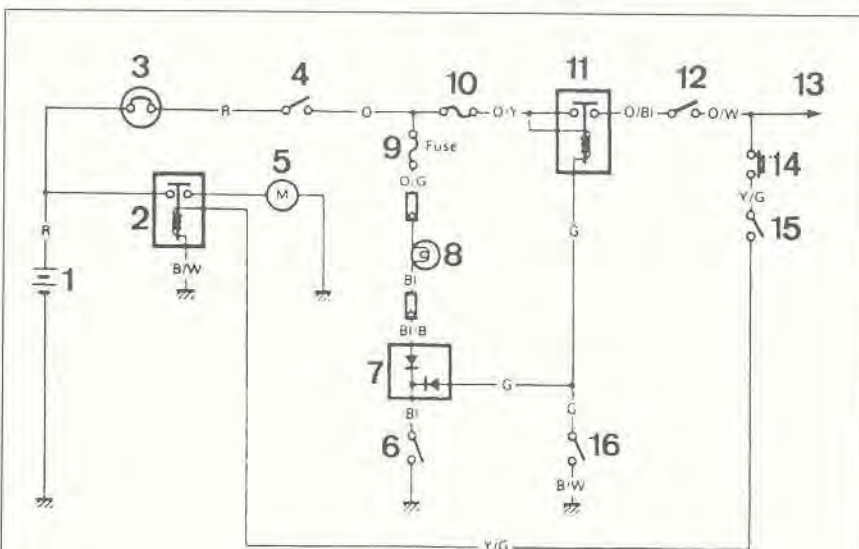 3
4
10
11
12
13
R
O
O/Y
O/Bl
O/W
9 Fuse
14
5
O/G
M
Y/G
2
15
R
G
8
B/W
Bl
1
Bl/B
7
G
Bl
G
6
16
B/W
Y/G